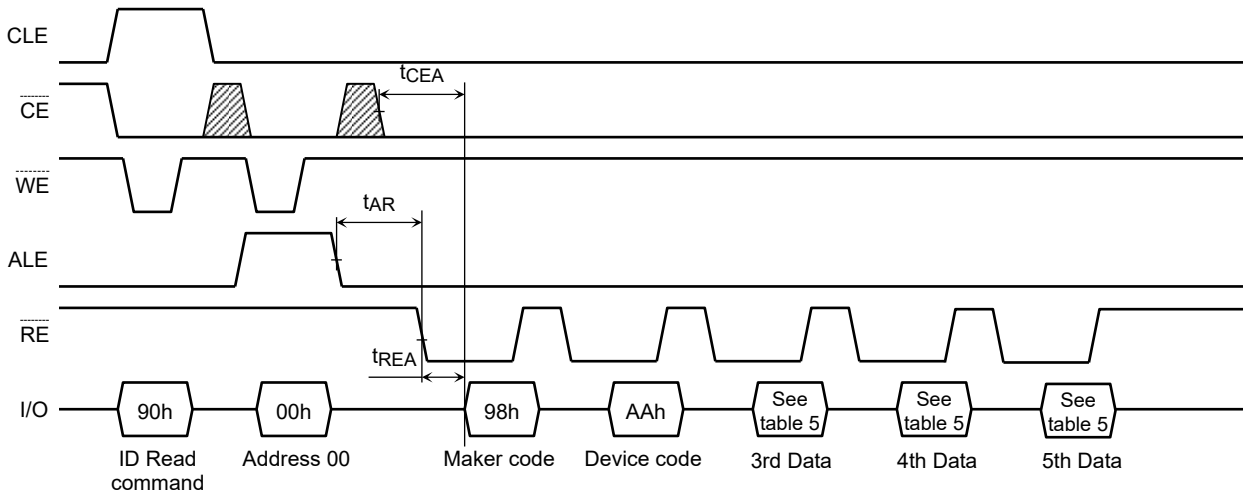 CLE
tCEA
CE
WE
tAR
ALE
RE
tREA
I/O
90h
00h
98h
AAh
See
table 5
See
table 5
See
table 5
ID Read
command
Address 00
Maker code
Device code
3rd Data
4th Data
5th Data